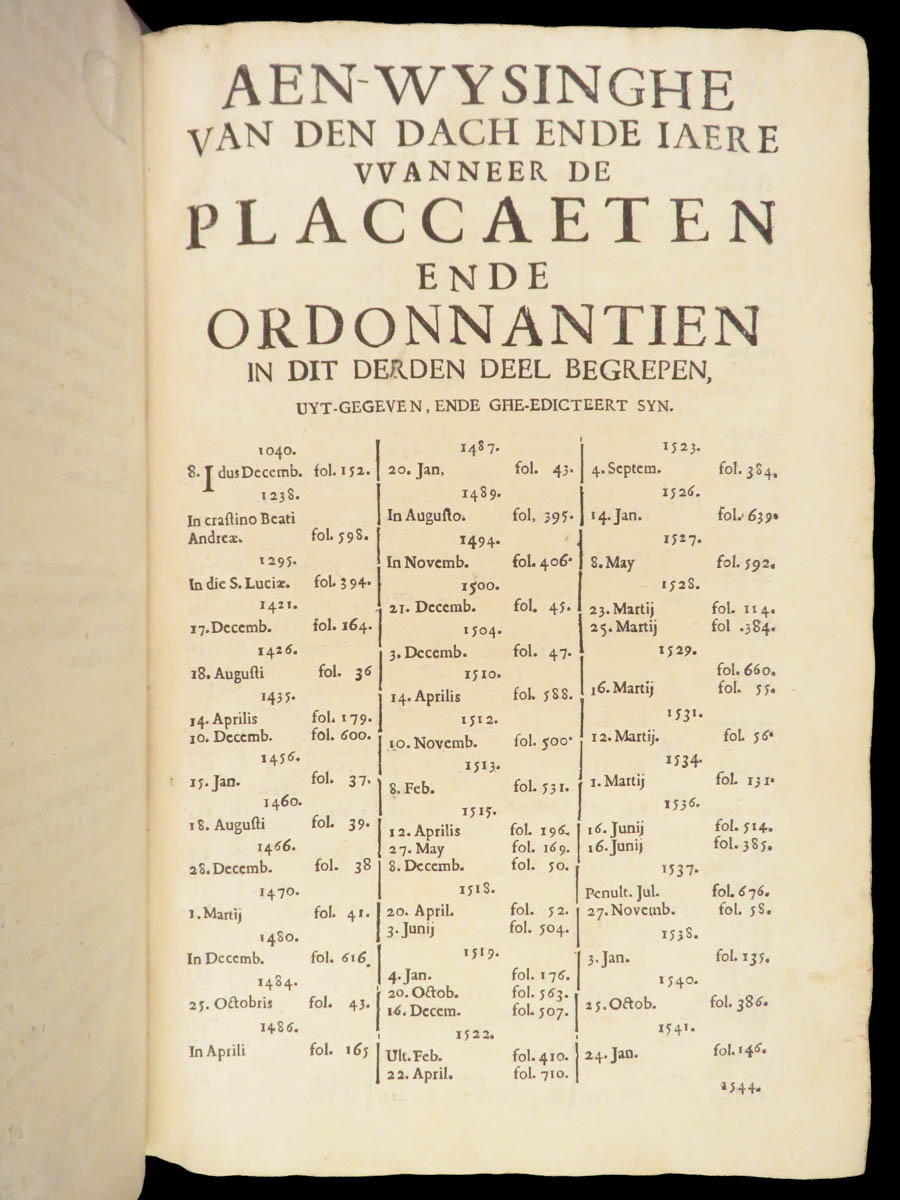 AEN-WYSINGHE
VAN DEN DACH ENDE IAERE
VVANNEER DE
PLACCAETEN
ENDE
ORDONNANTIEN
IN DIT DERDEN DEEL BEGREPEN,
UYT-GEGEVEN, ENDE GHE-EDICTEERT SYN.
1040.
8. Idus Decemb. fol. 152.
1238.
In craſtino Beati
Andreæ. fol. 598.
1295.
In die S. Luciæ. fol. 394.
1421.
17. Decemb. fol. 164.
1426.
18. Auguſti fol. 36
1435.
14. Aprilis fol. 179.
10. Decemb. fol. 600.
1456.
15. Jan. fol. 37.
1460.
18. Auguſti fol. 39.
1466.
28. Decemb. fol. 38
1470.
1. Martij fol. 41.
1480.
In Decemb. fol. 616.
1484.
25. Octobris fol. 43.
1486.
In Aprili fol. 165
1487.
20. Jan, fol. 43.
1489.
In Auguſto. fol, 395.
1494.
In Novemb. fol. 406.
1500.
21. Decemb. fol. 45.
1504.
3. Decemb. fol. 47.
1510.
14. Aprilis fol. 588.
1512.
10. Novemb. fol. 500.
1513.
8. Feb. fol. 531.
1515.
12. Aprilis fol. 196.
27. May fol. 169.
8. Decemb. fol. 50.
1518.
20. April. fol. 52.
3. Junij fol. 504.
1519.
4. Jan. fol. 176.
20. Octob. fol. 563.
16. Decem. fol. 507.
1522.
Ult. Feb. fol. 410.
22. April. fol. 710.
1523.
4. Septem. fol. 384.
1526.
14. Jan. fol. 639.
1527.
8. May fol. 592.
1528.
23. Martij fol. 114.
25. Martij fol .384.
1529.
fol. 660.
16. Martij fol. 55.
1531.
12. Martij. fol. 56.
1534.
1. Martij fol. 131.
1536.
16. Junij fol. 514.
16. Junij fol. 385.
1537.
Penult. Jul. fol. 676.
27. Novemb. fol. 58.
1538.
3. Jan. fol. 135.
1540.
25. Octob. fol. 386.
1541.
24. Jan. fol. 146.
1544.